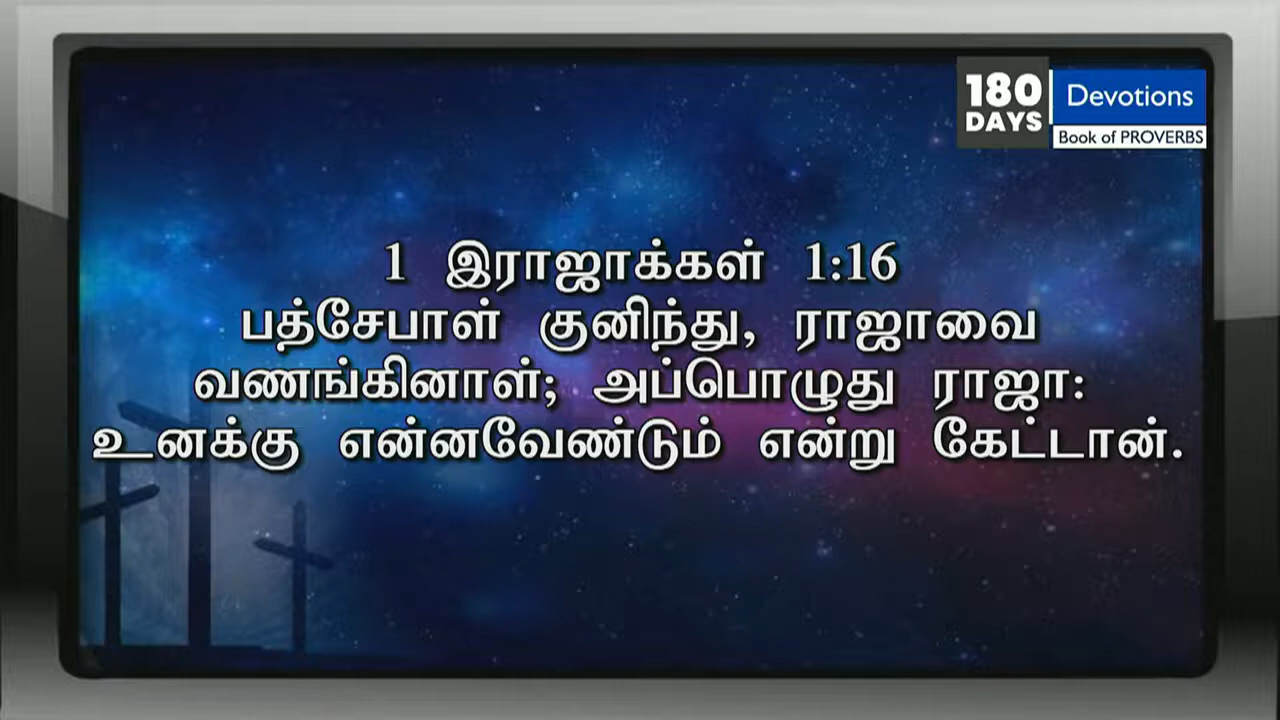 180
DAYS
Devotions
Book of PROVERBS
1 இராஜாக்கள் 1:16
பத்சேபாள் குனிந்து, ராஜாவை
வணங்கினாள்; அப்பொழுது ராஜா:
உனக்கு என்னவேண்டும் என்று கேட்டான்.